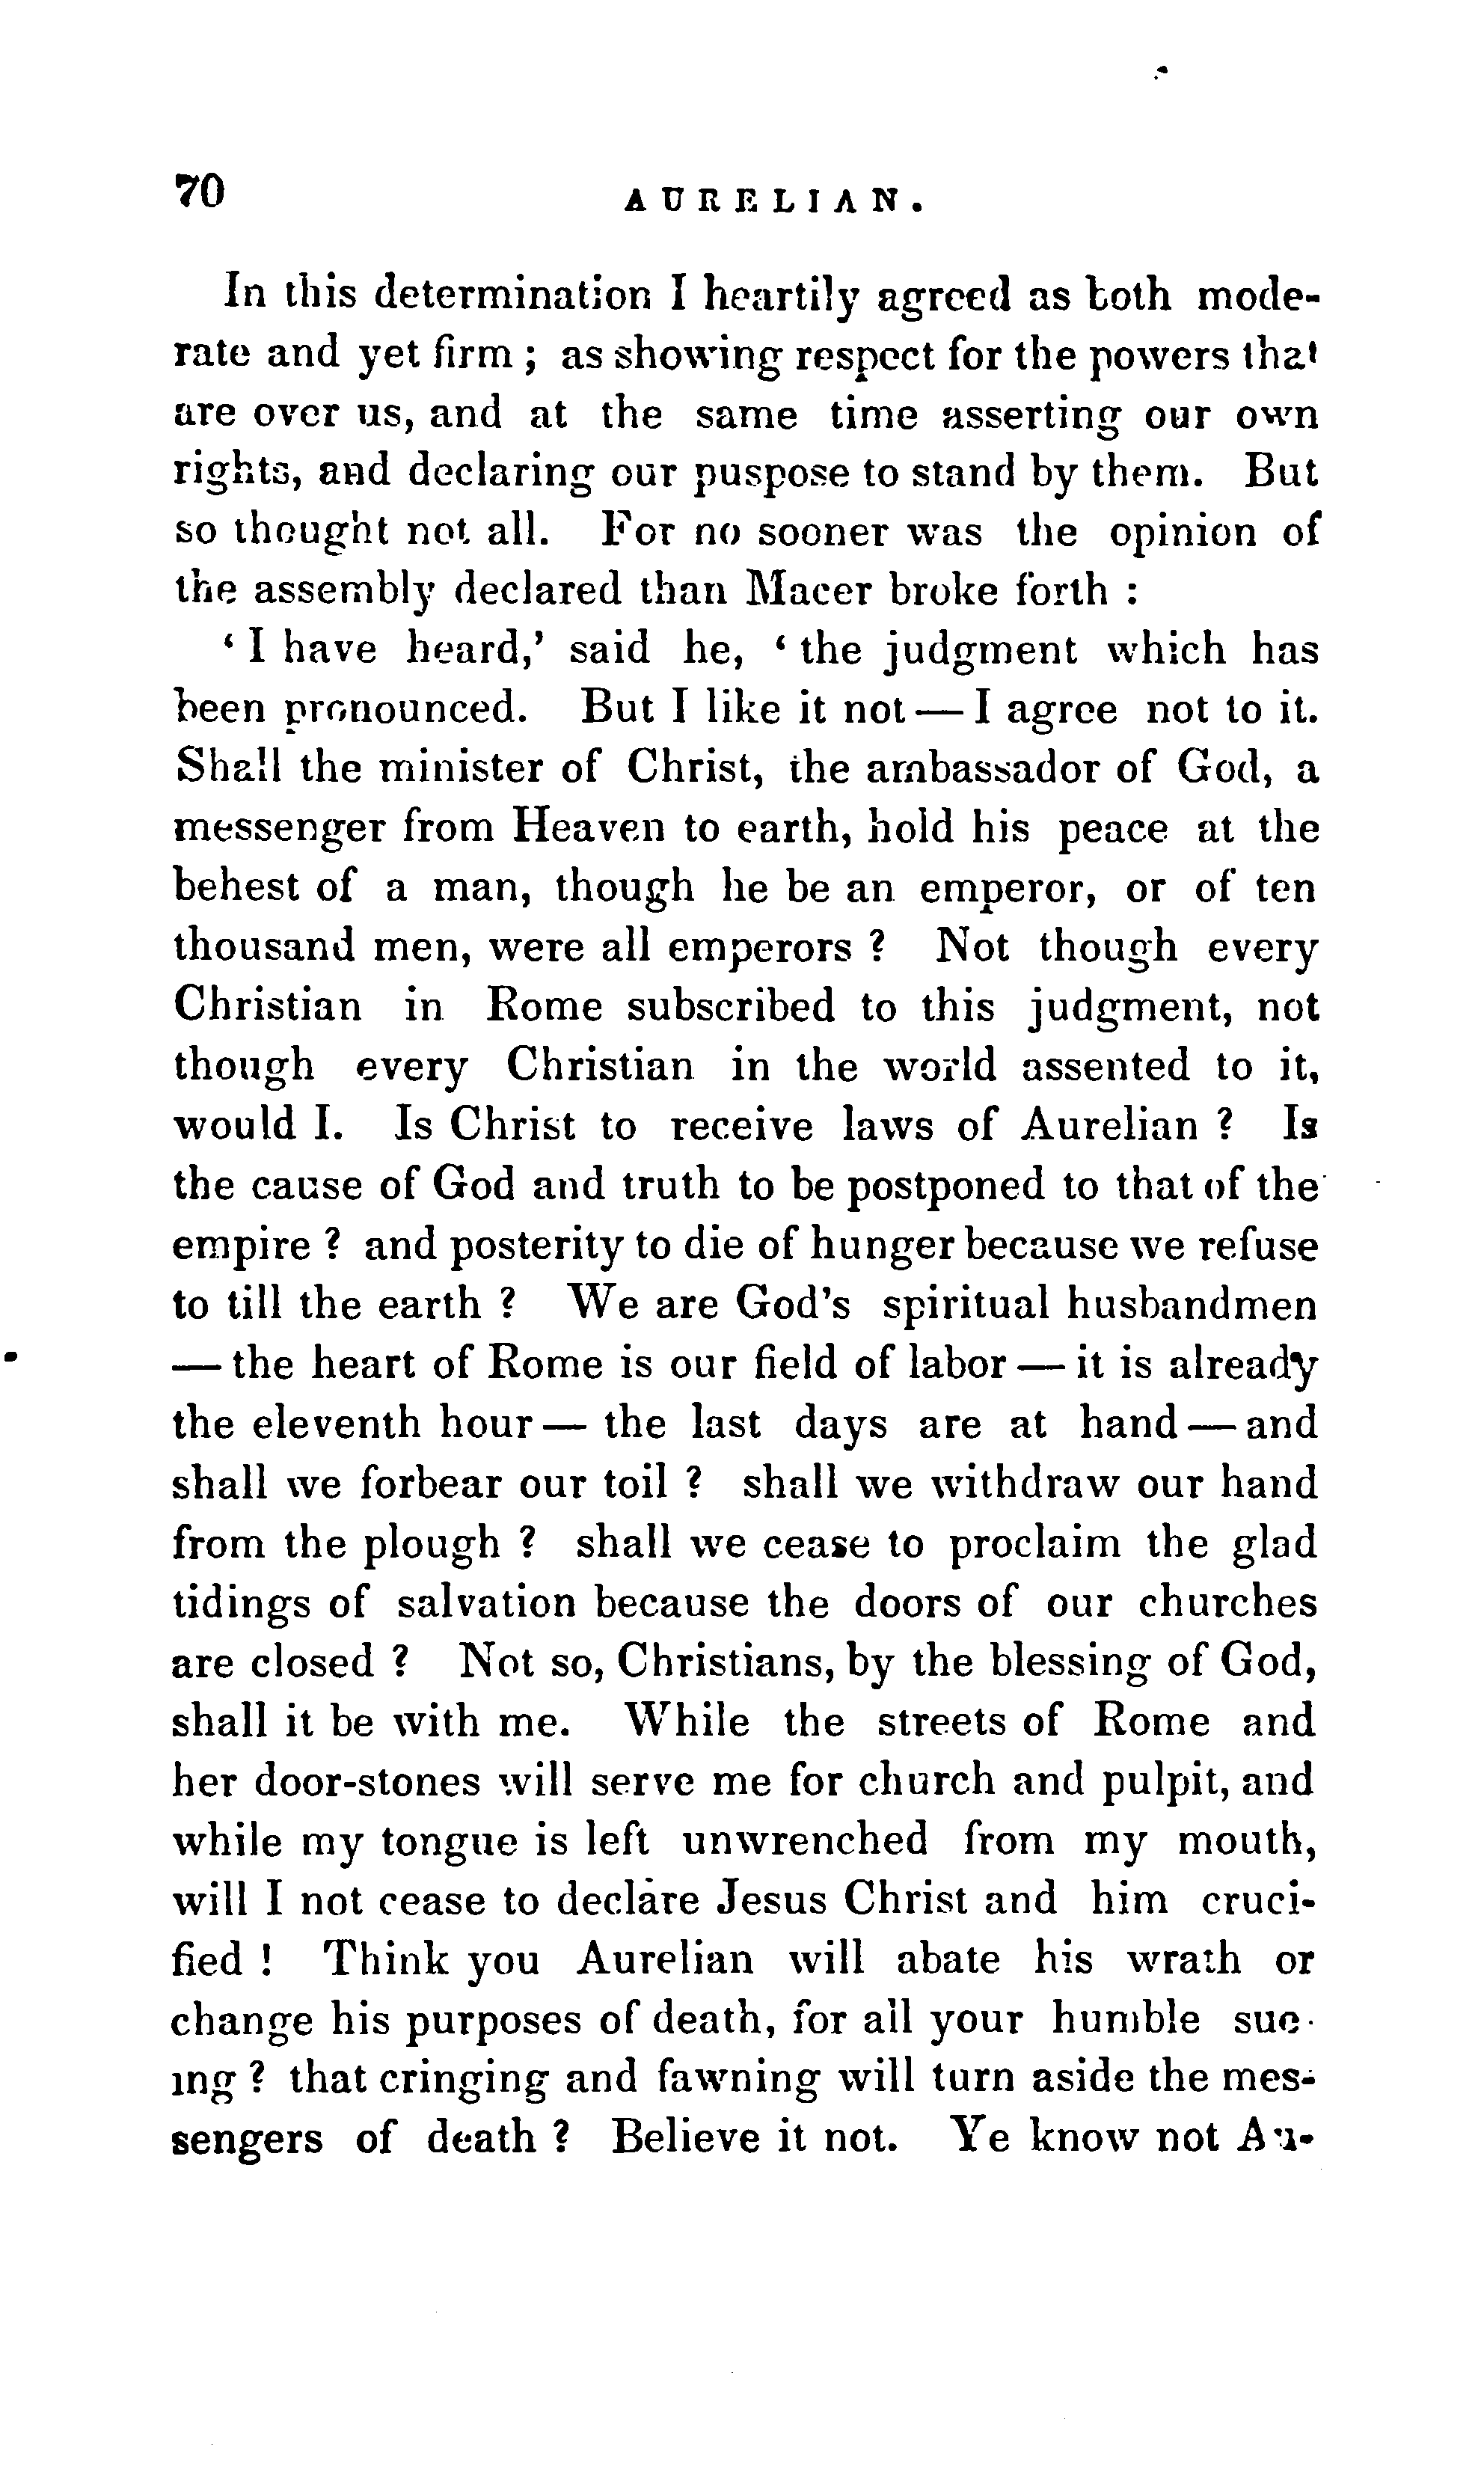 70
AURELIAN.
In this determination I heartily agreed as both mode-
rate and yet firm ; as showing respect for the powers that
are over us, and at the same time asserting our own
rights, and declaring our puspose to stand by them. But
so thought not all. For no sooner was the opinion of
the assembly declared than Macer broke forth :
‘ I have heard,’ said he, ‘ the judgment which has
been pronounced. But I like it not — I agree not to it.
Shall the minister of Christ, the ambassador of God, a
messenger from Heaven to earth, hold his peace at the
behest of a man, though he be an emperor, or of ten
thousand men, were all emperors ? Not though every
Christian in Rome subscribed to this judgment, not
though every Christian in the world assented to it,
would I. Is Christ to receive laws of Aurelian ? Is
the cause of God and truth to be postponed to that of the
empire ? and posterity to die of hunger because we refuse
to till the earth ? We are God's spiritual husbandmen
— the heart of Rome is our field of labor — it is already
the eleventh hour — the last days are at hand — and
shall we forbear our toil ? shall we withdraw our hand
from the plough ? shall we cease to proclaim the glad
tidings of salvation because the doors of our churches
are closed ? Not so, Christians, by the blessing of God,
shall it be with me. While the streets of Rome and
her door-stones will serve me for church and pulpit, and
while my tongue is left unwrenched from my mouth,
will I not cease to declare Jesus Christ and him cruci-
fied ! Think you Aurelian will abate his wrath or
change his purposes of death, for all your humble sue-
ing ? that cringing and fawning will turn aside the mes-
sengers of death ? Believe it not. Ye know not Au-